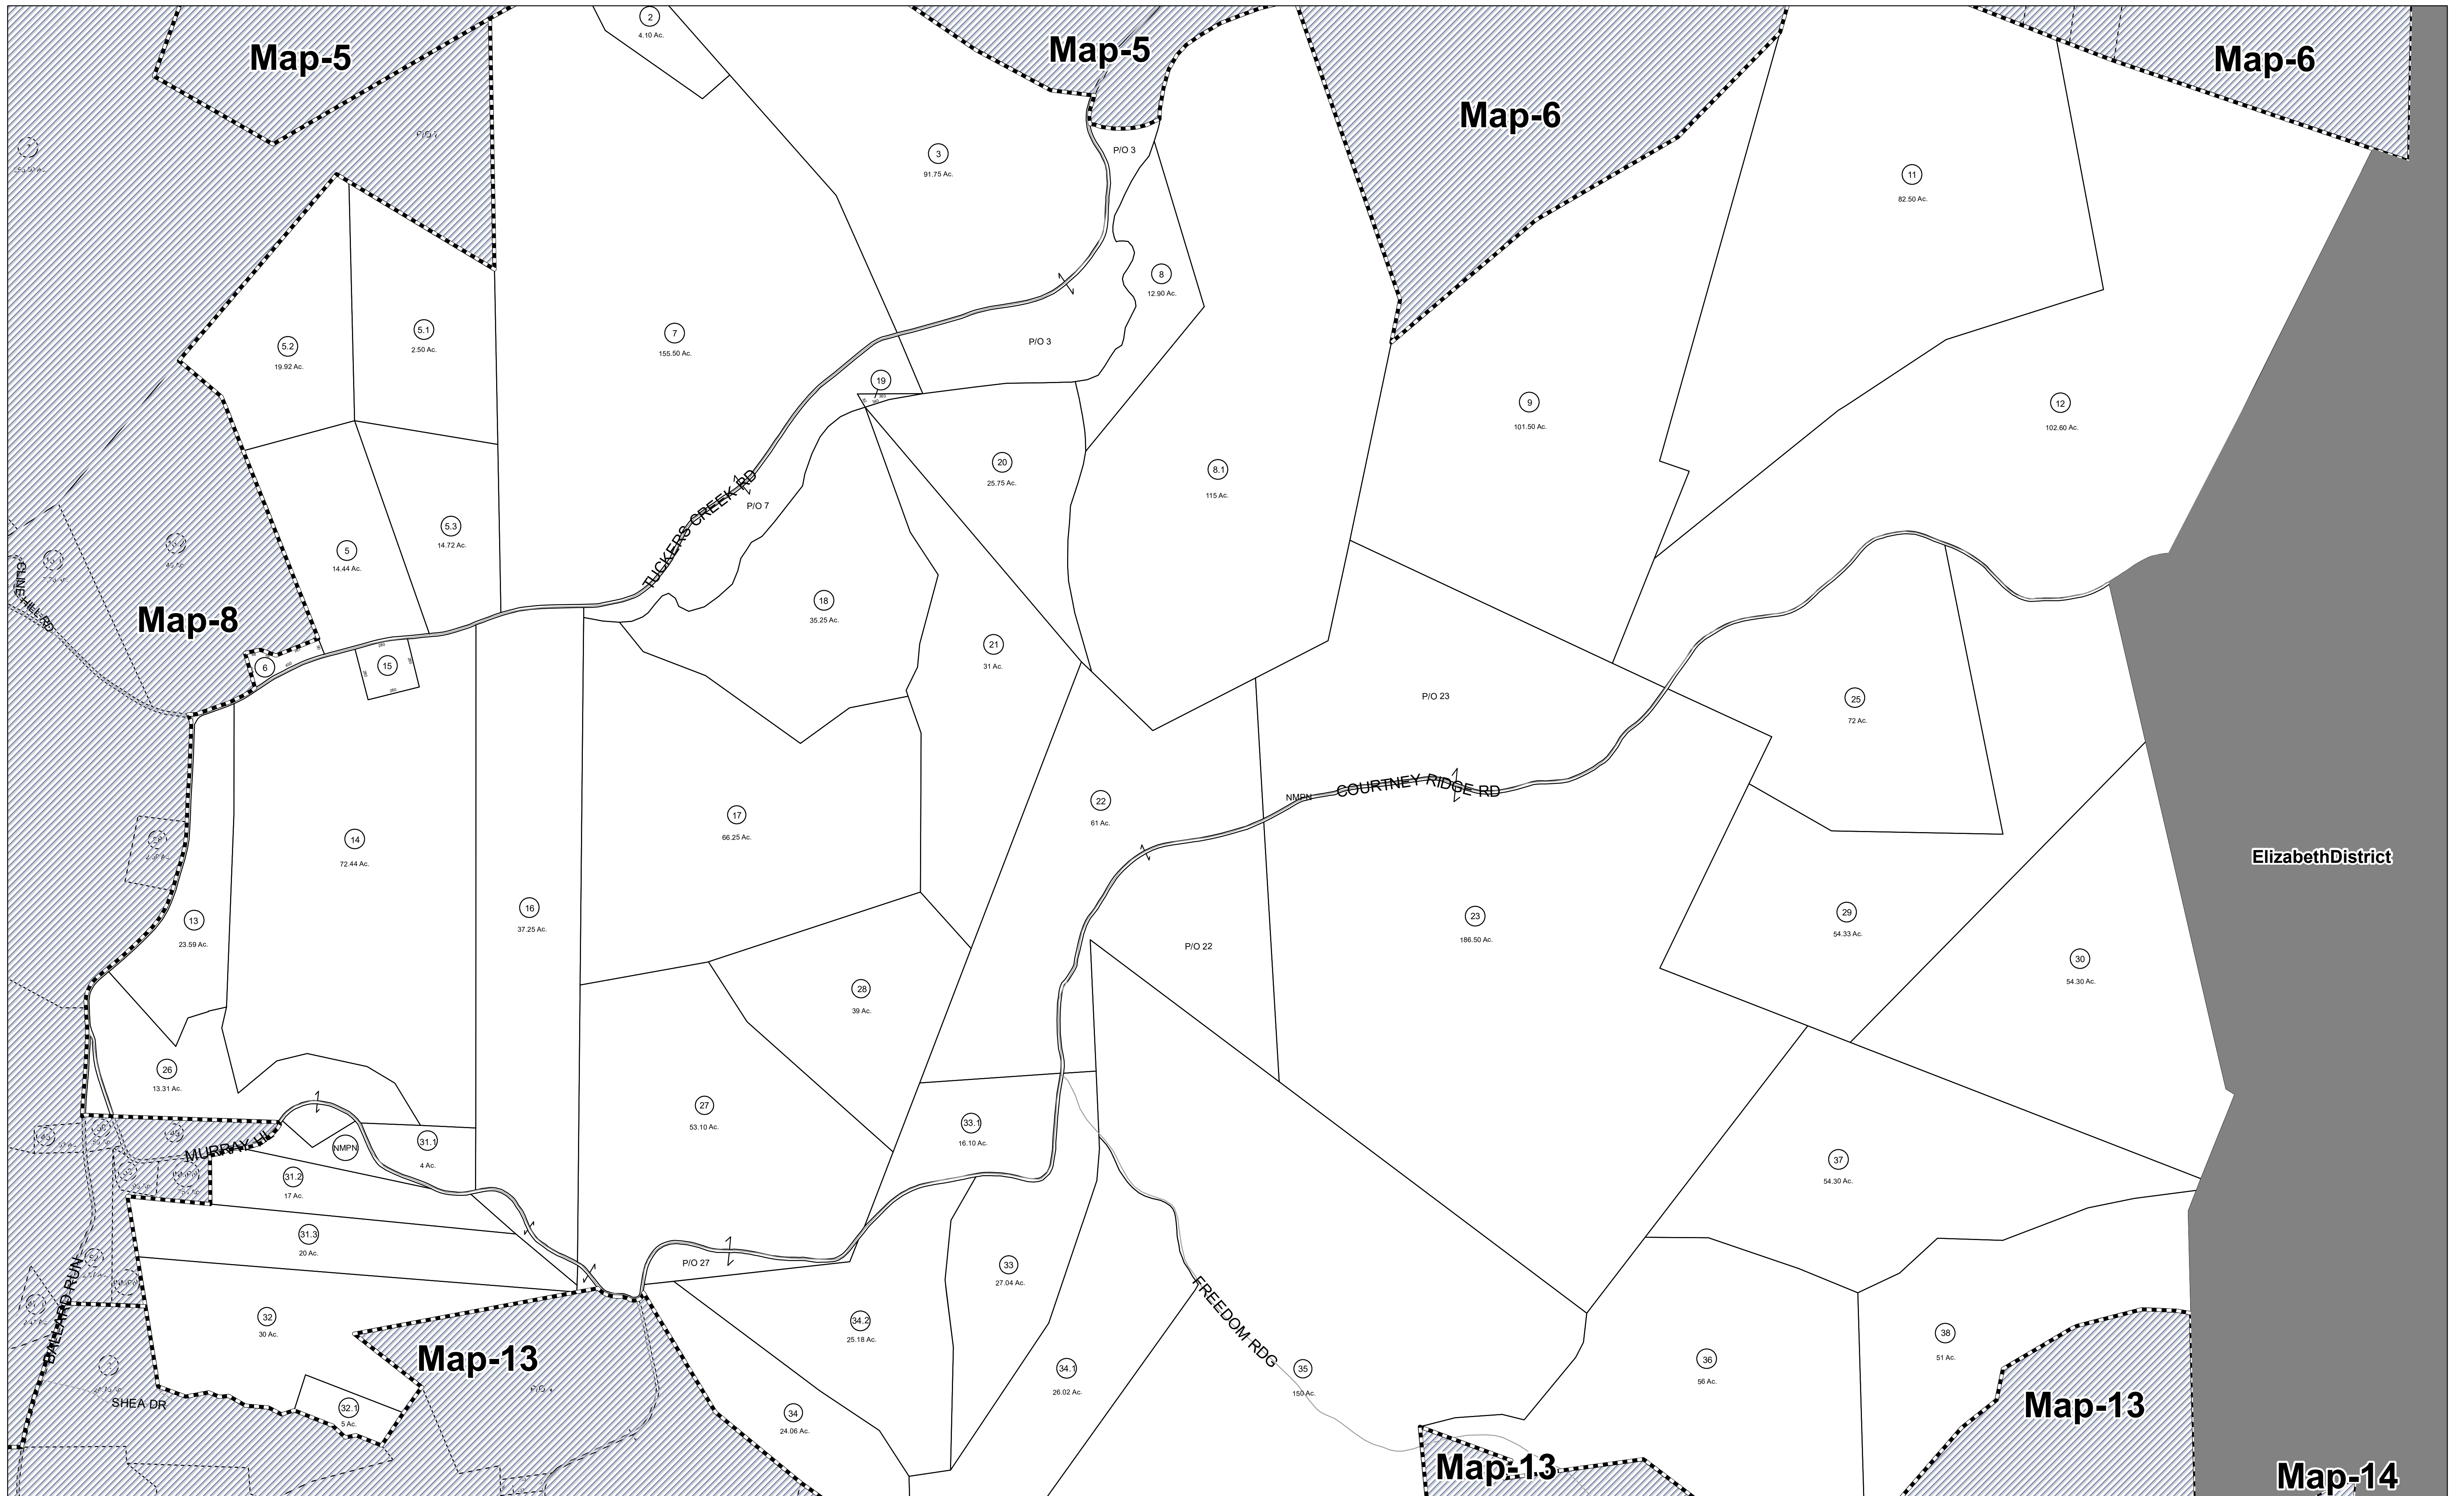 2
4.10 Ac.
Map-5
Map-5
Map-6
Map-6
3
91.75 Ac.
P/O 3
11
82.50 Ac.
8
12.90 Ac.
5.1
2.50 Ac.
5.2
19.92 Ac.
7
155.50 Ac.
P/O 3
19
9
101.50 Ac.
12
102.60 Ac.
20
25.75 Ac.
8.1
115 Ac.
TUCKERS CREEK RD
P/O 7
5.3
14.72 Ac.
5
14.44 Ac.
CLINE HILL RD
Map-8
18
35.25 Ac.
21
31 Ac.
6
15
P/O 23
25
72 Ac.
COURTNEY RIDGE RD
NMPN
22
61 Ac.
17
66.25 Ac.
14
72.44 Ac.
ElizabethDistrict
16
37.25 Ac.
13
23.59 Ac.
23
186.50 Ac.
29
54.33 Ac.
P/O 22
30
54.30 Ac.
28
39 Ac.
26
13.31 Ac.
27
53.10 Ac.
33.1
16.10 Ac.
MURRAY HL
NMPN
31.1
4 Ac.
31.2
17 Ac.
37
54.30 Ac.
31.3
20 Ac.
P/O 27
33
27.04 Ac.
BALLARD RUN
32
30 Ac.
Map-13
34.2
25.18 Ac.
FREEDOM RDG
38
51 Ac.
36
56 Ac.
34.1
26.02 Ac.
35
150 Ac.
SHEA DR
32.1
5 Ac.
34
24.06 Ac.
Map-13
Map-13
Map-14